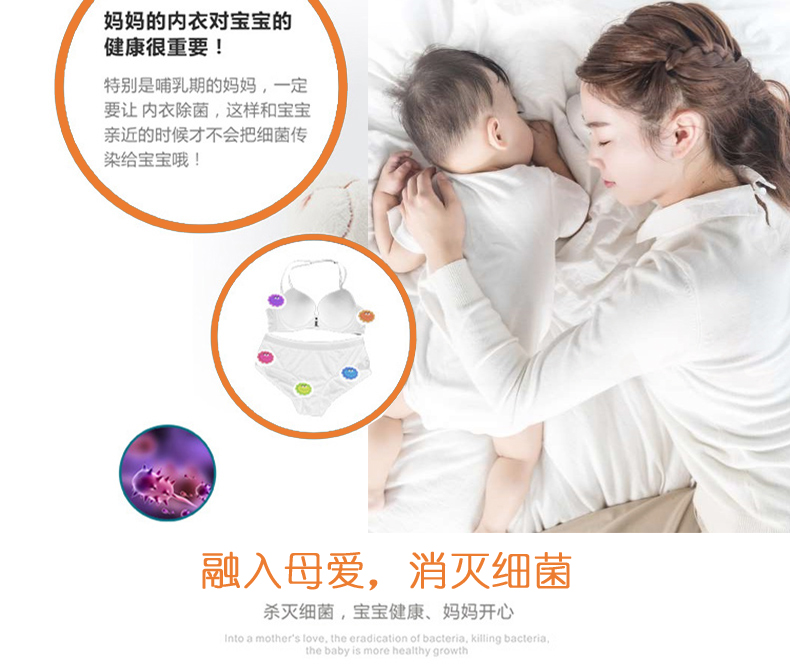 妈妈的内衣对宝宝的
健康很重要！
特别是哺乳期的妈妈，一定
要让 内衣除菌，这样和宝宝
亲近的时候才不会把细菌传
染给宝宝哦！
融入母爱，消灭细菌
杀灭细菌，宝宝健康、妈妈开心
Into a mother's love, the eradication of bacteria, killing bacteria,
the baby is more healthy growth